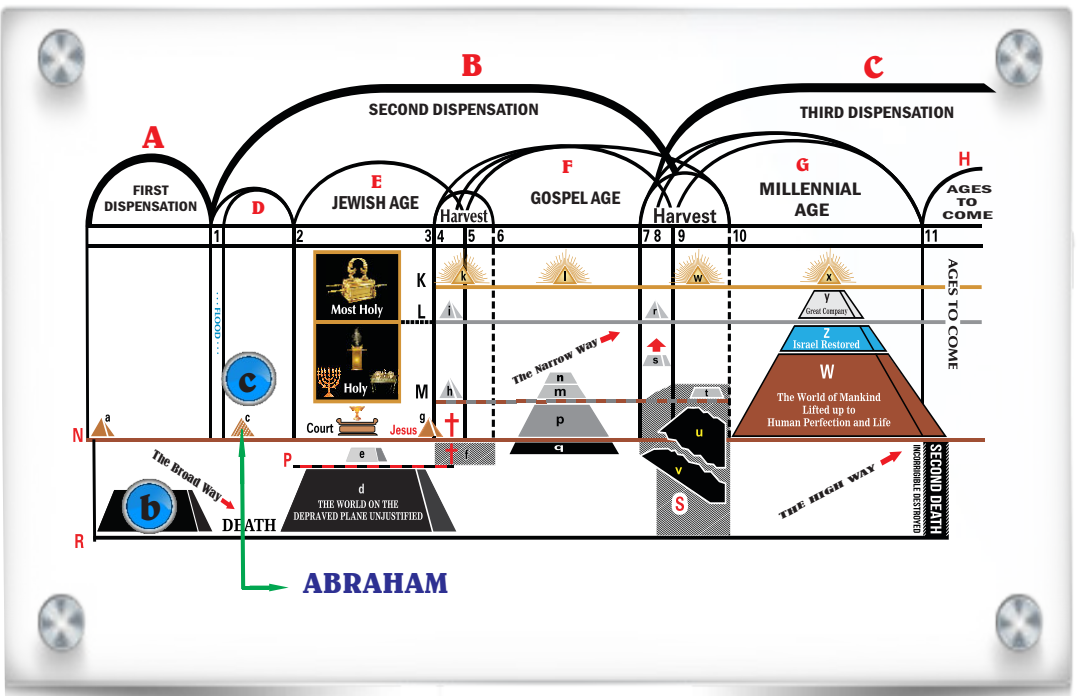 A
B
C
FIRST
DISPENSATION
SECOND DISPENSATION
THIRD DISPENSATION
D
E
JEWISH AGE
Harvest
F
GOSPEL AGE
Harvest
G
MILLENNIAL
AGE
H
AGES
TO
COME
1 2 3 4 5 6 7 8 9 10 11
FLOOD
Most Holy
Holy
Court
K
L
M
N
P
R
S
a
b
c
c
d
e
f
g
h
i
k
l
m
n
p
q
r
s
t
u
v
w
x
y
Great Company
Z
Israel Restored
W
The World of Mankind
Lifted up to
Human Perfection and Life
Jesus
The Narrow Way
The Broad Way
DEATH
THE WORLD ON THE
DEPRAVED PLANE UNJUSTIFIED
THE HIGH WAY
INCORRIGIBLE DESTROYED
SECOND DEATH
AGES TO COME
ABRAHAM